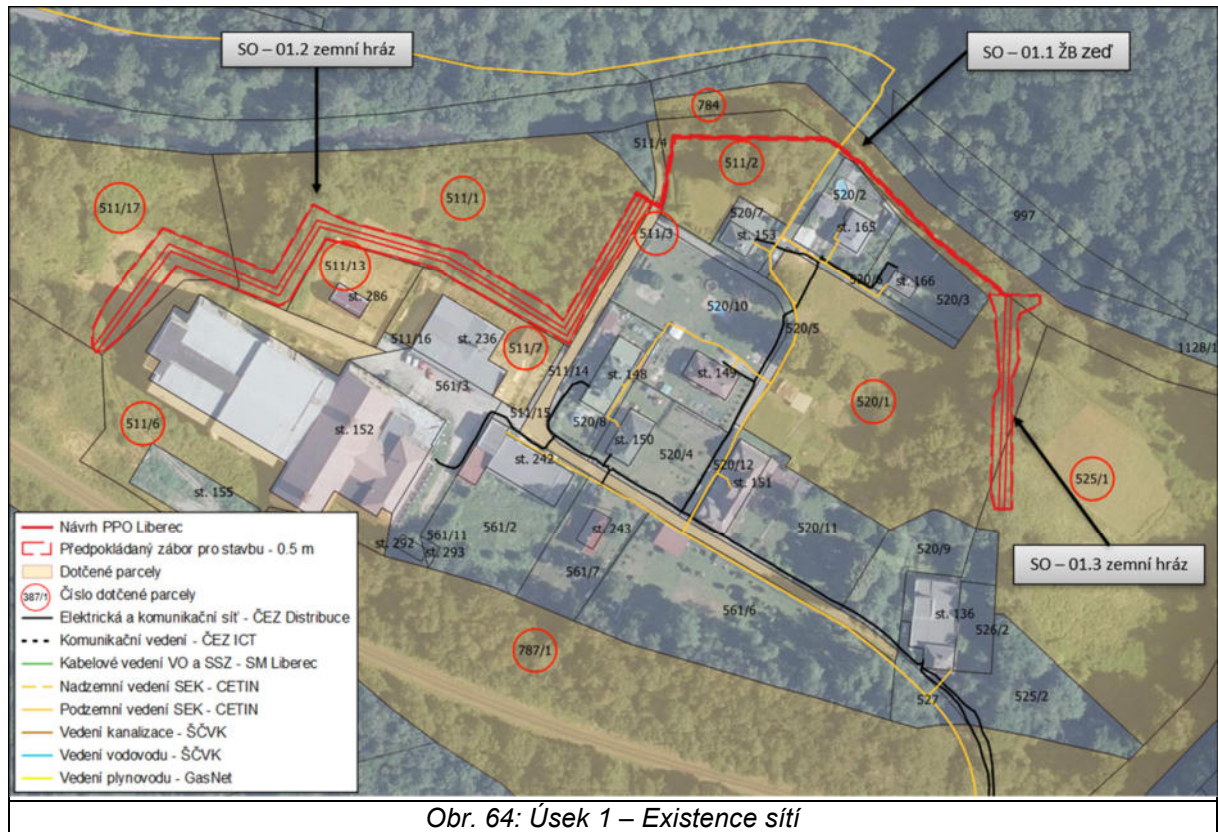 SO – 01.2 zemní hráz
SO – 01.1 ŽB zeď
784
511/4
511/2
511/17
511/1
520/2
997
520/7
511/3
st. 153
st. 165
511/13
520/6
st. 166
520/3
st. 286
520/10
520/5
511/16
st. 236
511/7
1128/1
511/14
st. 148
st. 149
561/3
520/1
511/15
511/6
520/8
st. 150
st. 152
st. 242
520/4
520/12
525/1
st. 155
st. 151
561/11
561/2
st. 243
520/11
st. 292
st. 293
520/9
SO – 01.3 zemní hráz
561/7
561/6
st. 136
526/2
787/1
527
525/2
Návrh PPO Liberec
Předpokládaný zábor pro stavbu - 0.5 m
Dotčené parcely
387/1 Číslo dotčené parcely
Elektrická a komunikační síť - ČEZ Distribuce
Komunikační vedení - ČEZ ICT
Kabelové vedení VO a SSZ - SM Liberec
Nadzemní vedení SEK - CETIN
Podzemní vedení SEK - CETIN
Vedení kanalizace - ŠČVK
Vedení vodovodu - ŠČVK
Vedení plynovodu - GasNet
Obr. 64: Úsek 1 – Existence sítí